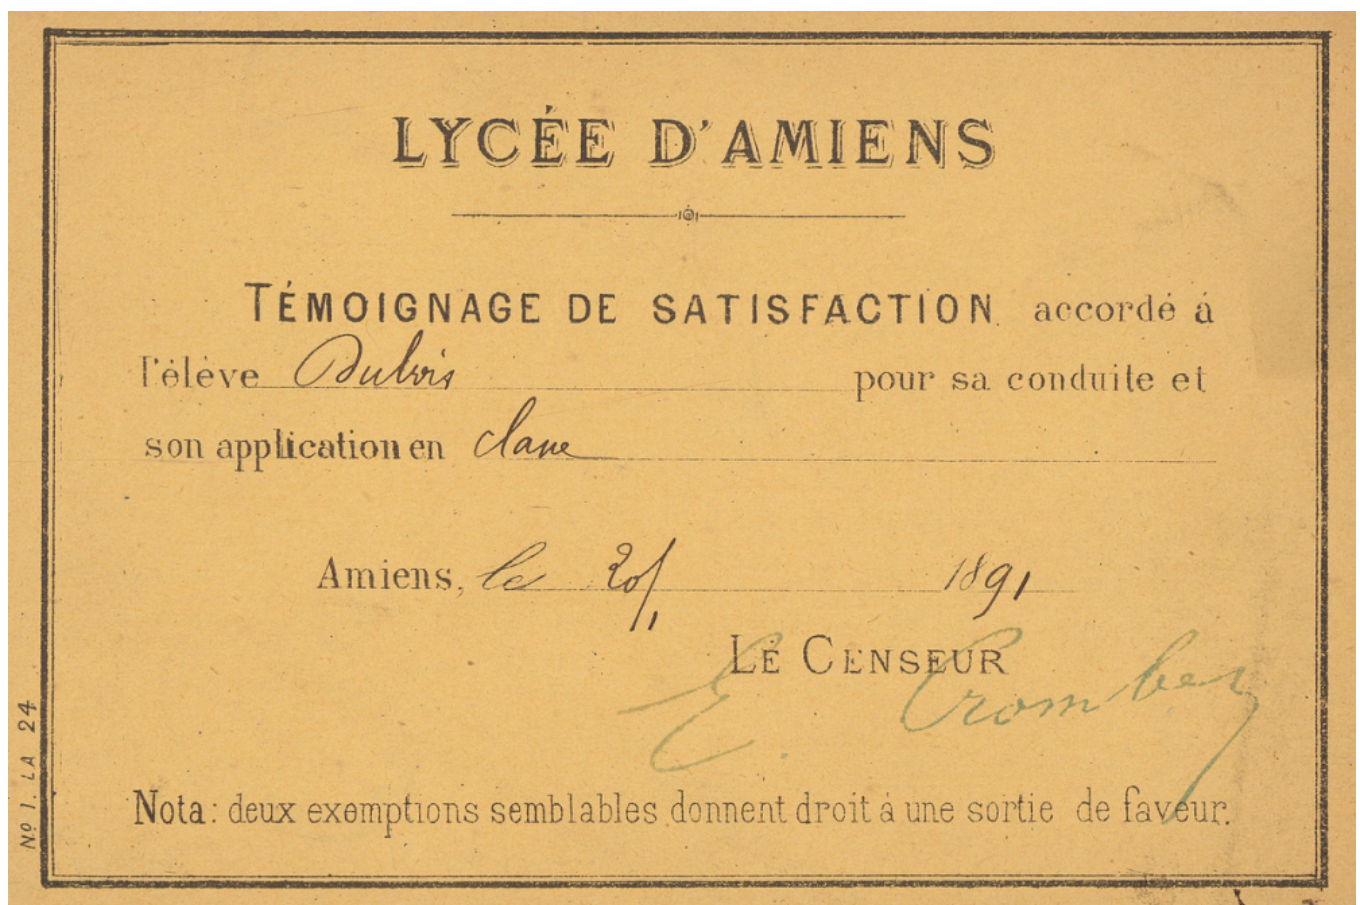 LYCÉE D'AMIENS
TÉMOIGNAGE DE SATISFACTION accordé à
l'élève Dubois pour sa conduite et
son application en classe
Amiens, le 20/1 1891
LE CENSEUR
E.
Nota: deux exemptions semblables donnent droit à une sortie de faveur.
Nº 1. LA 24